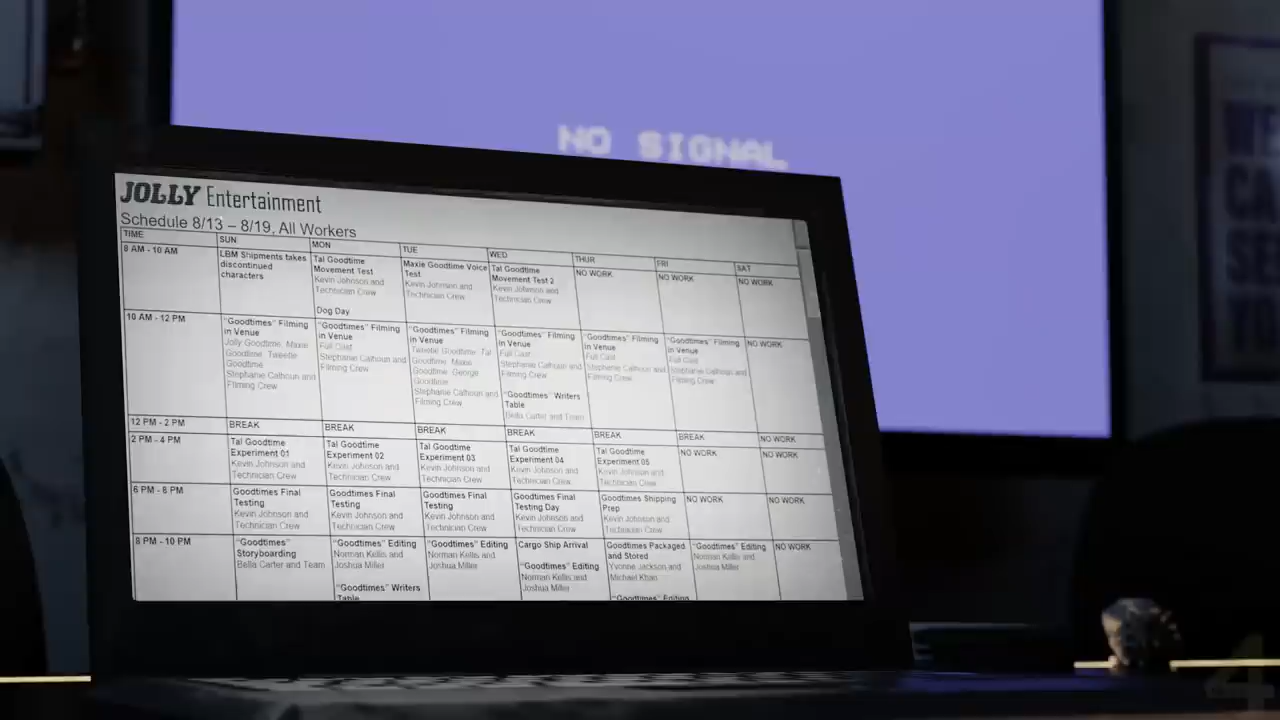 NO SIGNAL
JOLLY Entertainment
Schedule 8/13 – 8/19, All Workers
TIME SUN MON TUE WED THUR FRI SAT
8 AM - 10 AM
LBM Shipments takes
discontinued
characters
Tal Goodtime
Movement Test
Kevin Johnson and
Technician Crew
Dog Day
Maxie Goodtime Voice
Test
Kevin Johnson and
Technician Crew
Tal Goodtime
Movement Test 2
Kevin Johnson and
Technician Crew
NO WORK
NO WORK
NO WORK
10 AM - 12 PM
"Goodtimes" Filming
in Venue
Jolly Goodtime, Maxie
Goodtime, Tweetie
Goodtime
Stephanie Calhoun and
Filming Crew
"Goodtimes" Filming
in Venue
Full Cast
Stephanie Calhoun and
Filming Crew
"Goodtimes" Filming
in Venue
Tweetie Goodtime, Tal
Goodtime, Maxie
Goodtime, George
Goodtime
Stephanie Calhoun and
Filming Crew
"Goodtimes" Filming
in Venue
Full Cast
Stephanie Calhoun and
Filming Crew
"Goodtimes" Writers
Table
Bella Carter and Team
"Goodtimes" Filming
in Venue
Full Cast
Stephanie Calhoun and
Filming Crew
"Goodtimes" Filming
in Venue
Full Cast
Stephanie Calhoun and
Filming Crew
NO WORK
12 PM - 2 PM
BREAK
BREAK
BREAK
BREAK
BREAK
BREAK
NO WORK
2 PM - 4 PM
Tal Goodtime
Experiment 01
Kevin Johnson and
Technician Crew
Tal Goodtime
Experiment 02
Kevin Johnson and
Technician Crew
Tal Goodtime
Experiment 03
Kevin Johnson and
Technician Crew
Tal Goodtime
Experiment 04
Kevin Johnson and
Technician Crew
Tal Goodtime
Experiment 05
Kevin Johnson and
Technician Crew
NO WORK
NO WORK
6 PM - 8 PM
Goodtimes Final
Testing
Kevin Johnson and
Technician Crew
Goodtimes Final
Testing
Kevin Johnson and
Technician Crew
Goodtimes Final
Testing
Kevin Johnson and
Technician Crew
Goodtimes Final
Testing Day
Kevin Johnson and
Technician Crew
Goodtimes Shipping
Prep
Kevin Johnson and
Technician Crew
NO WORK
NO WORK
8 PM - 10 PM
"Goodtimes"
Storyboarding
Bella Carter and Team
"Goodtimes" Editing
Norman Kellis and
Joshua Miller
"Goodtimes" Writers
Table
"Goodtimes" Editing
Norman Kellis and
Joshua Miller
Cargo Ship Arrival
"Goodtimes" Editing
Norman Kellis and
Joshua Miller
Goodtimes Packaged
and Stored
Yvonne Jackson and
Michael Khan
"Goodtimes" Editing
"Goodtimes" Editing
Norman Kellis and
Joshua Miller
NO WORK
4